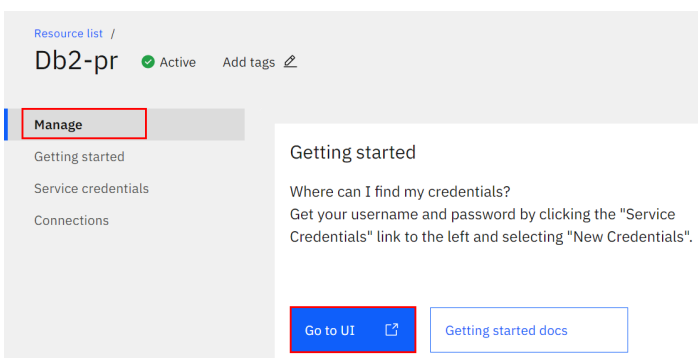 Resource list /
Db2-pr Active Add tags
Manage
Getting started
Service credentials
Connections
Getting started
Where can I find my credentials?
Get your username and password by clicking the "Service
Credentials" link to the left and selecting "New Credentials".
Go to UI Getting started docs